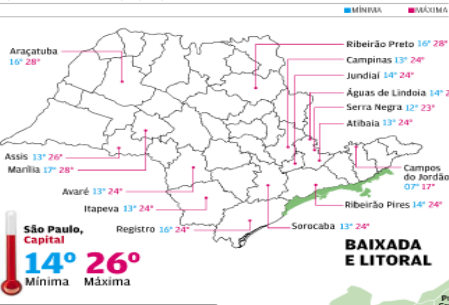 MÍNIMA MÁXIMA
Araçatuba
16° 28°
Ribeirão Preto 16° 28°
Campinas 13° 24°
Jundiaí 14° 24°
Águas de Lindoia 14°
Serra Negra 12° 23°
Atibaia 13° 24°
Assis 13° 26°
Marília 17° 28°
Campos
do Jordão
07° 17°
Avaré 13° 24°
Itapeva 13° 24°
Ribeirão Pires 14° 24°
Registro 16° 24°
Sorocaba 13° 24°
São Paulo,
Capital
14° 26°
Mínima Máxima
BAIXADA
E LITORAL